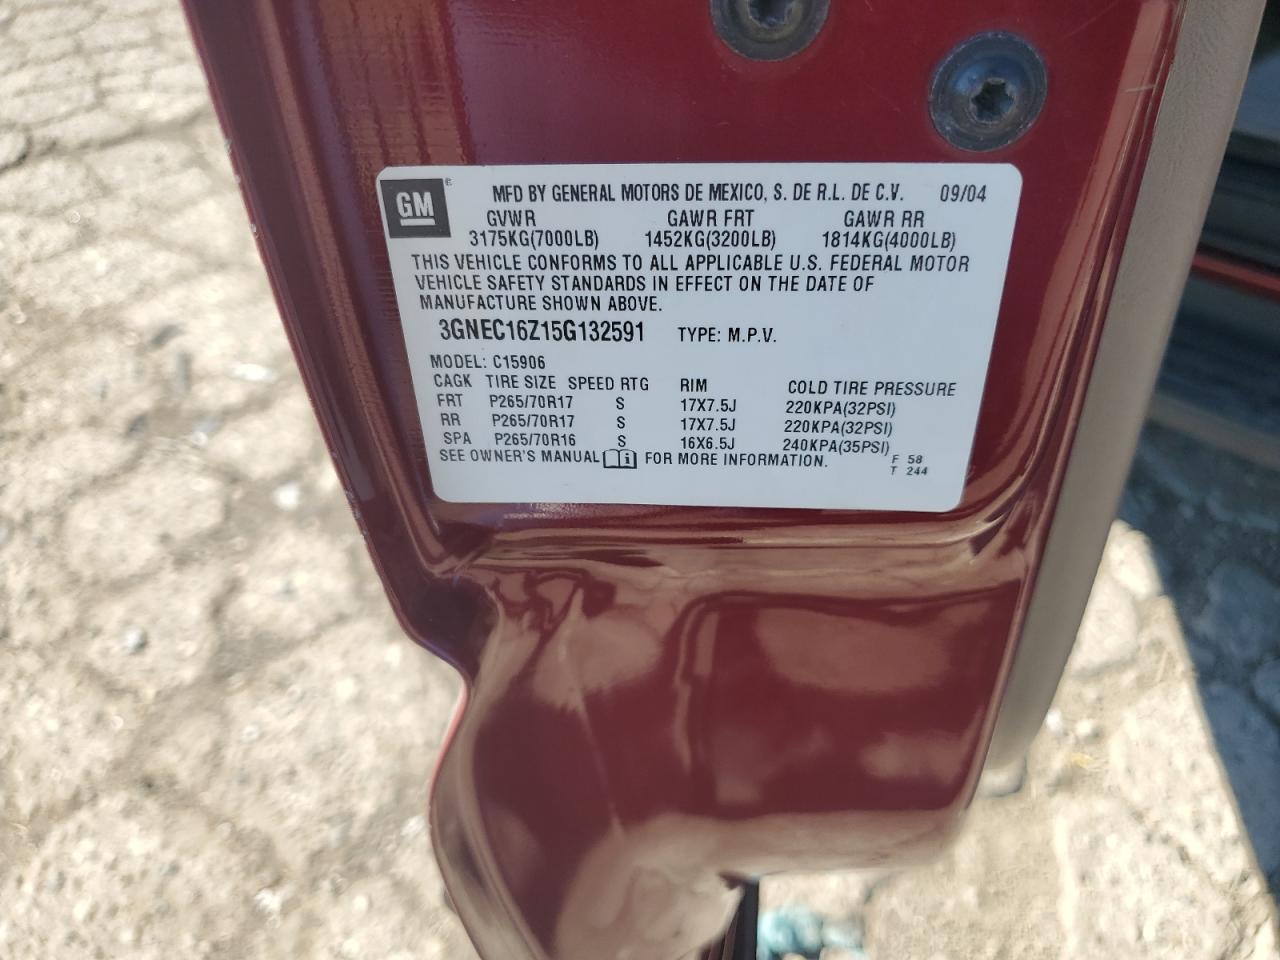 GM® MFD BY GENERAL MOTORS DE MEXICO, S. DE R.L. DE C.V. 09/04
GVWR GAWR FRT GAWR RR
3175KG(7000LB) 1452KG(3200LB) 1814KG(4000LB)
THIS VEHICLE CONFORMS TO ALL APPLICABLE U.S. FEDERAL MOTOR
VEHICLE SAFETY STANDARDS IN EFFECT ON THE DATE OF
MANUFACTURE SHOWN ABOVE.
3GNEC16Z15G132591 TYPE: M.P.V.
MODEL: C15906
CAGK TIRE SIZE SPEED RTG RIM COLD TIRE PRESSURE
FRT P265/70R17 S 17X7.5J 220KPA(32PSI)
RR P265/70R17 S 17X7.5J 220KPA(32PSI)
SPA P265/70R16 S 16X6.5J 240KPA(35PSI)
SEE OWNER'S MANUAL i FOR MORE INFORMATION. F 58
T 244